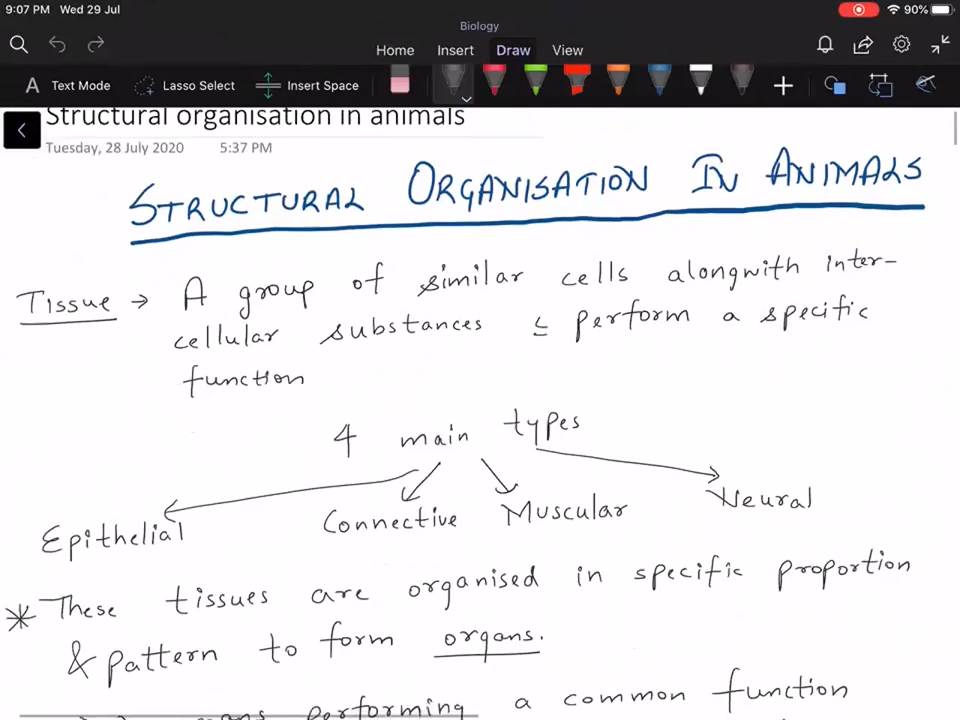 9:07 PM Wed 29 Jul 90%
Biology
Home Insert Draw View
Text Mode Lasso Select Insert Space
Structural organisation in animals
Tuesday, 28 July 2020 5:37 PM
STRUCTURAL ORGANISATION IN ANIMALS
Tissue → A group of similar cells alongwith inter-
cellular substances perform a specific
function
4 main types
Epithelial Connective Muscular Neural
* These tissues are organised in specific proportion
& pattern to form organs.
performing a common function